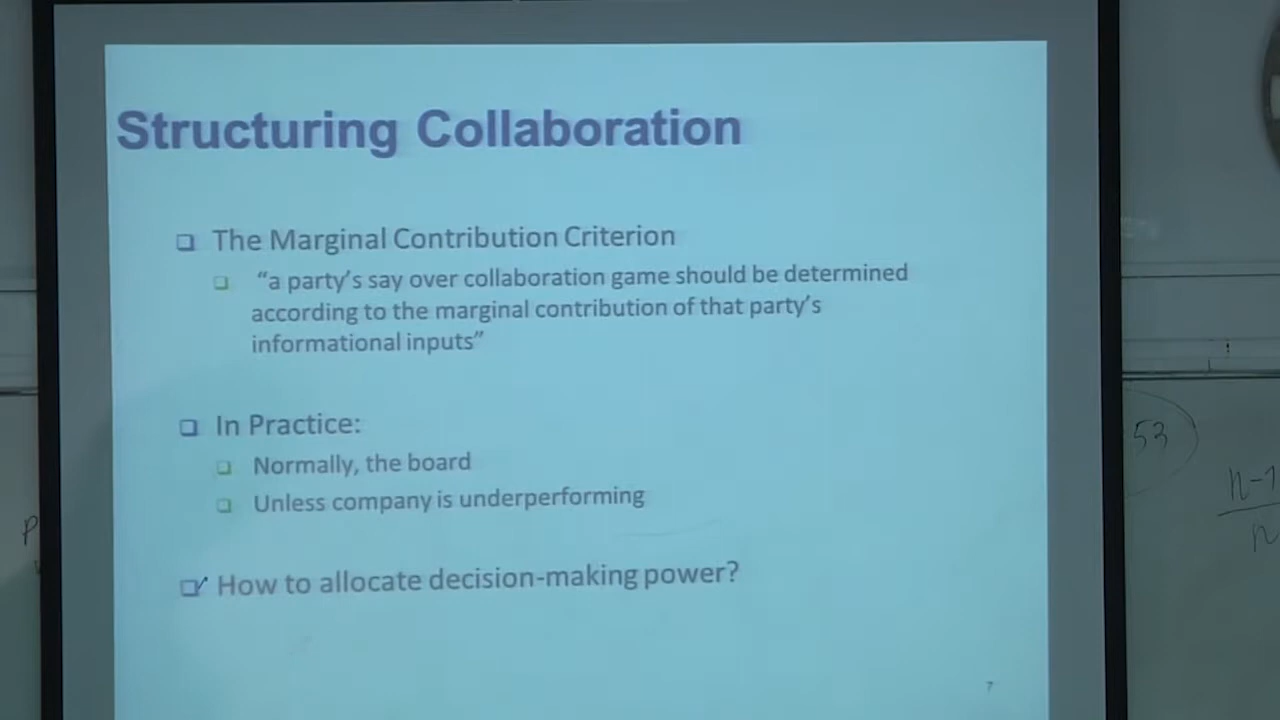 Structuring Collaboration
The Marginal Contribution Criterion
“a party’s say over collaboration game should be determined
according to the marginal contribution of that party’s
informational inputs”
In Practice:
Normally, the board
Unless company is underperforming
How to allocate decision-making power?
7
53
n-1
n
P